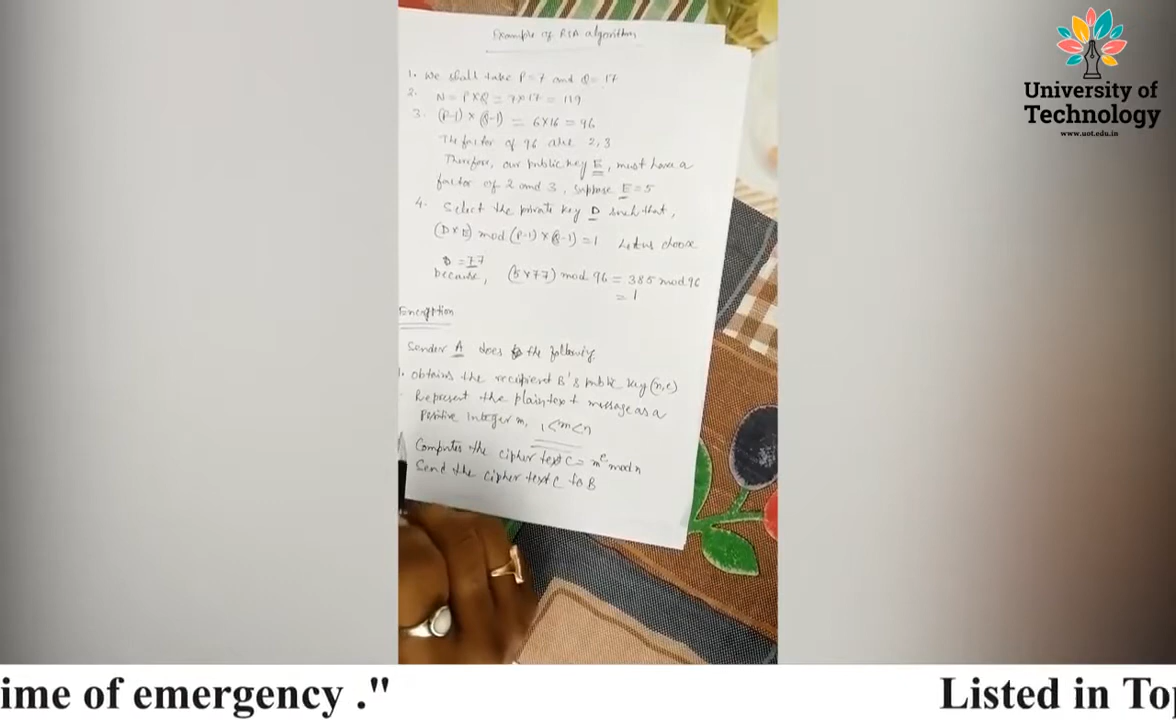 Example of RSA algorithm
1. We shall take P=7 and Q=17
2. N = P×Q = 7×17 = 119
3. (P-1) × (Q-1) = 6×16 = 96
The factor of 96 are 2, 3
Therefore, our public key E, must have a
factor of 2 and 3, suppose E=5
4. Select the private key D such that,
(D×E) mod (P-1)×(Q-1) = 1 Let us choose
D = 77
because, (5×77) mod 96 = 385 mod 96
= 1
Encryption
Sender A does the following
1. obtains the recipient B's public key (n,e)
Represent the plaintext message as a
Positive integer m, 1<m<n
Computes the cipher text C= m^e mod n
Send the cipher text C to B
University of
Technology
www.uot.edu.in
ime of emergency ."
Listed in To